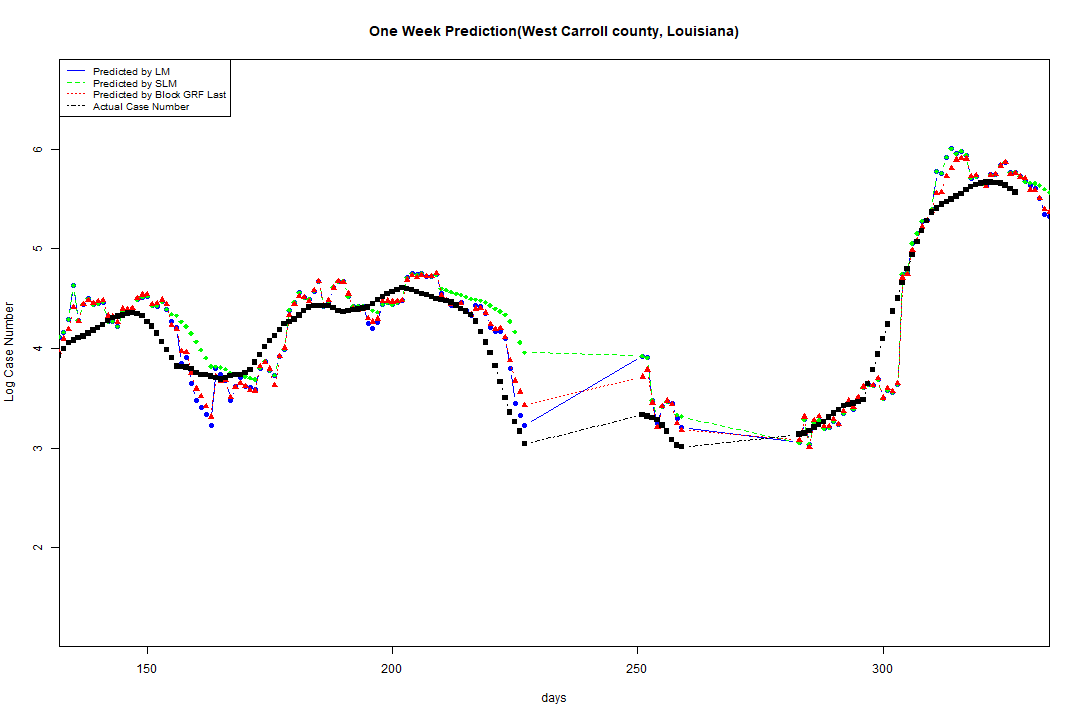 One Week Prediction(West Carroll county, Louisiana)
Predicted by LM
Predicted by SLM
Predicted by Block GRF Last
Actual Case Number
Log Case Number
6
5
4
3
2
150 200 250 300
days